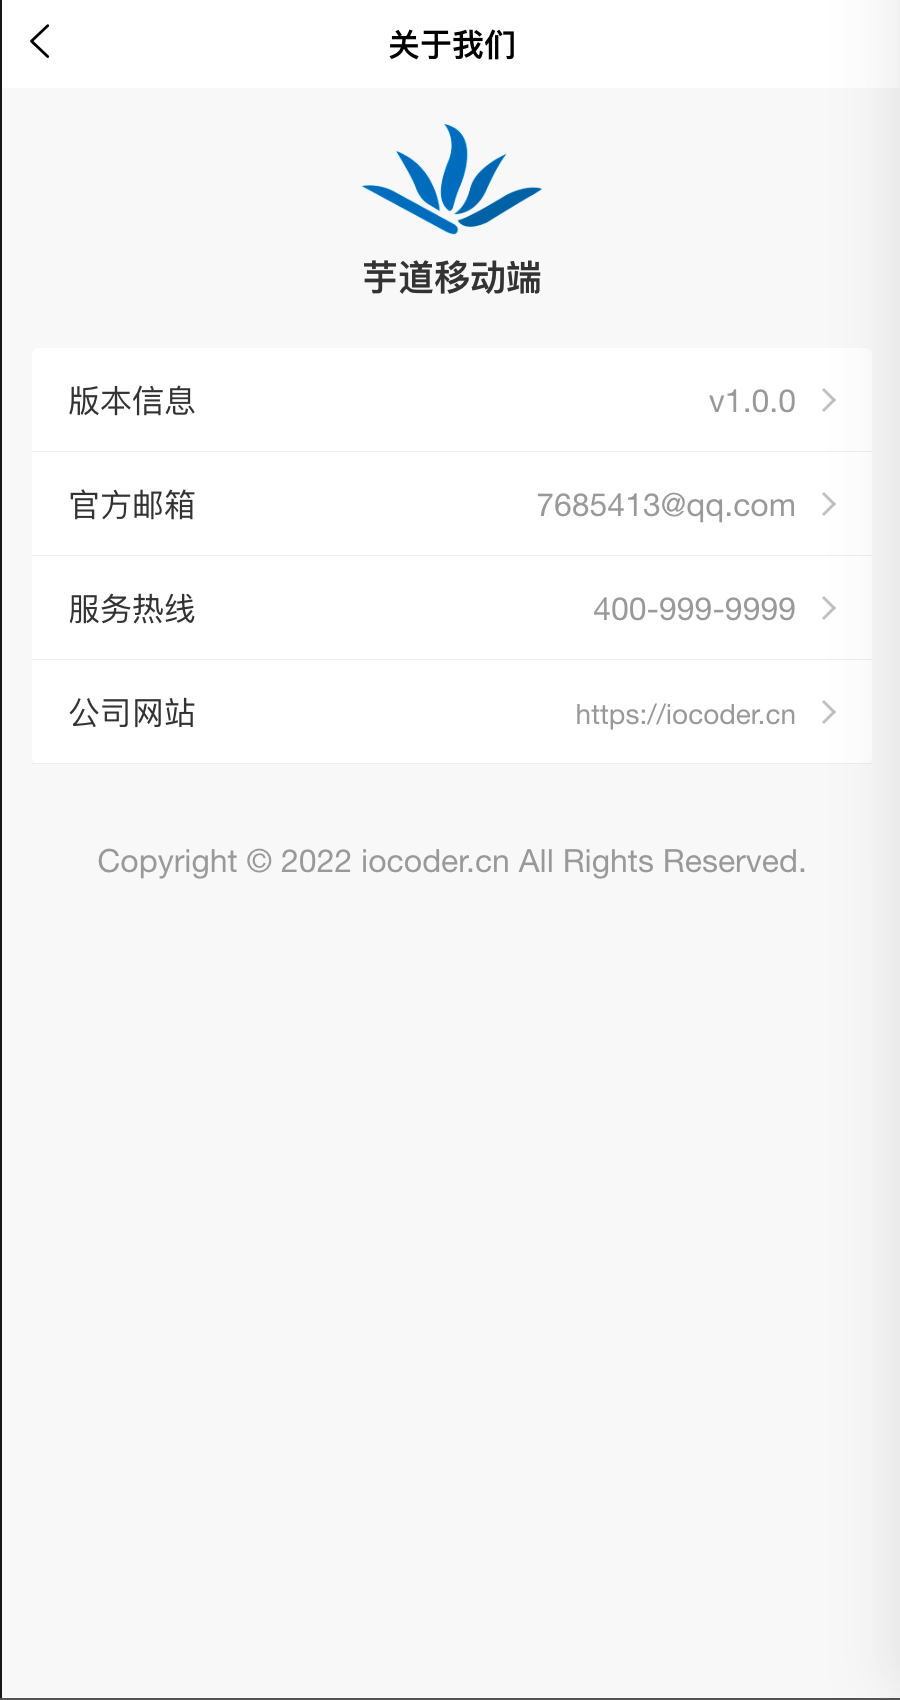 关于我们
芋道移动端
版本信息 v1.0.0
官方邮箱 7685413@qq.com
服务热线 400-999-9999
公司网站 https://iocoder.cn
Copyright © 2022 iocoder.cn All Rights Reserved.